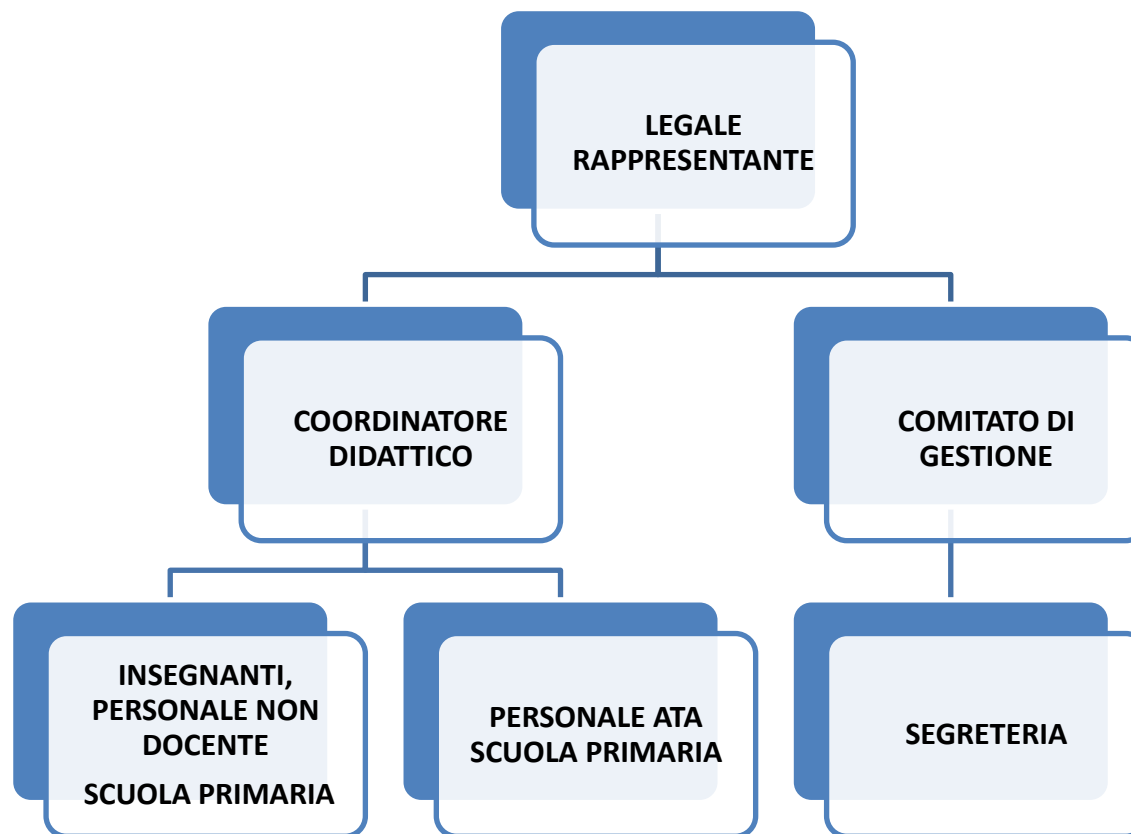 LEGALE
RAPPRESENTANTE
COORDINATORE
DIDATTICO
COMITATO DI
GESTIONE
INSEGNANTI,
PERSONALE NON
DOCENTE
SCUOLA PRIMARIA
PERSONALE ATA
SCUOLA PRIMARIA
SEGRETERIA